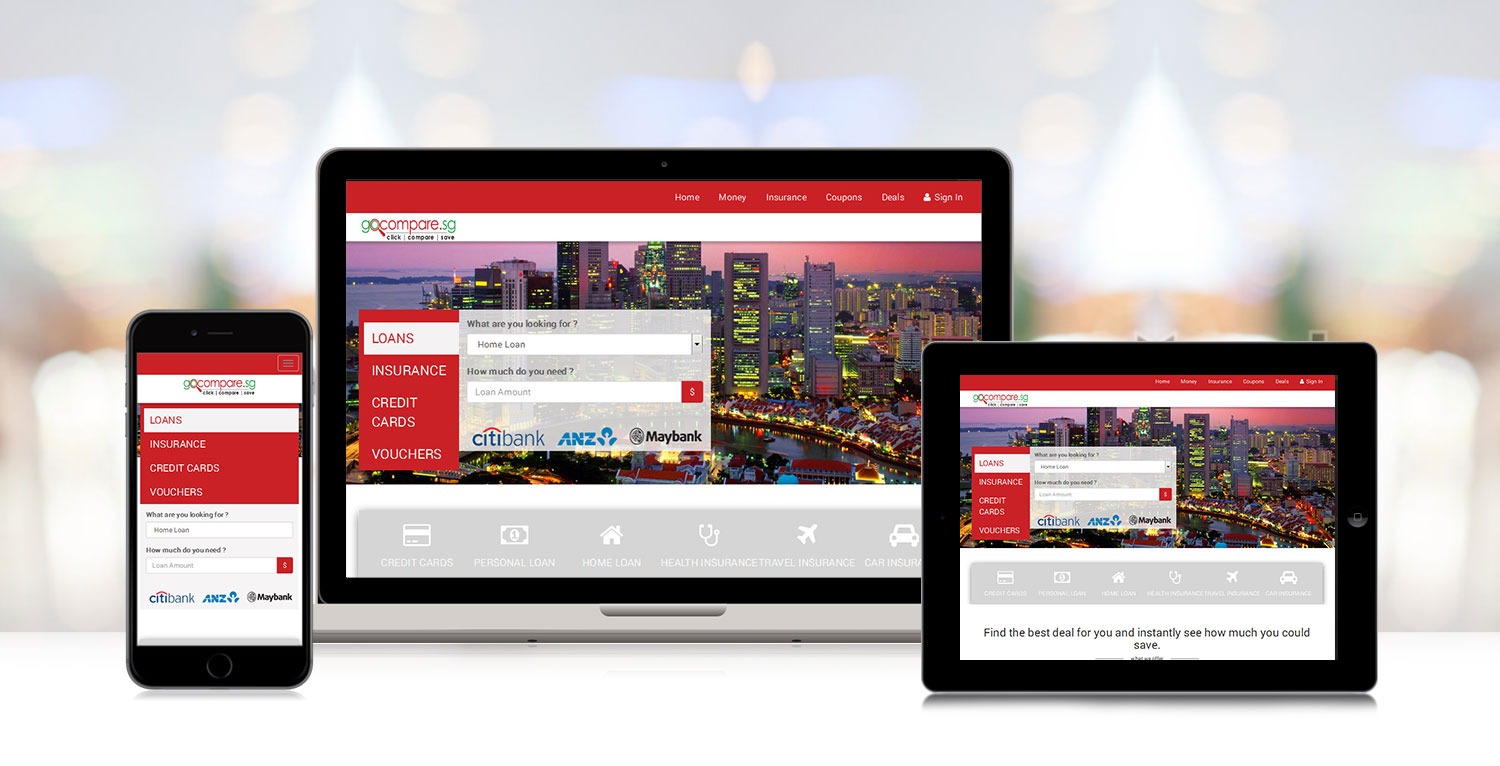 Home Money Insurance Coupons Deals Sign In
gocompare.sg
click | compare | save
LOANS
INSURANCE
CREDIT
CARDS
VOUCHERS
What are you looking for ?
Home Loan
How much do you need ?
Loan Amount $
citibank ANZ Maybank
CREDIT CARDS PERSONAL LOAN HOME LOAN HEALTH INSURANCE TRAVEL INSURANCE CAR INSURA
gocompare.sg
click | compare | save
LOANS
INSURANCE
CREDIT CARDS
VOUCHERS
What are you looking for ?
Home Loan
How much do you need ?
Loan Amount $
citibank ANZ Maybank
Home Money Insurance Coupons Deals Sign In
gocompare.sg
click | compare | save
LOANS
INSURANCE
CREDIT
CARDS
VOUCHERS
What are you looking for ?
Home Loan
How much do you need ?
Loan Amount $
citibank ANZ Maybank
CREDIT CARDS PERSONAL LOAN HOME LOAN HEALTH INSURANCE TRAVEL INSURANCE CAR INSURANCE
Find the best deal for you and instantly see how much you could
save.
what we offer